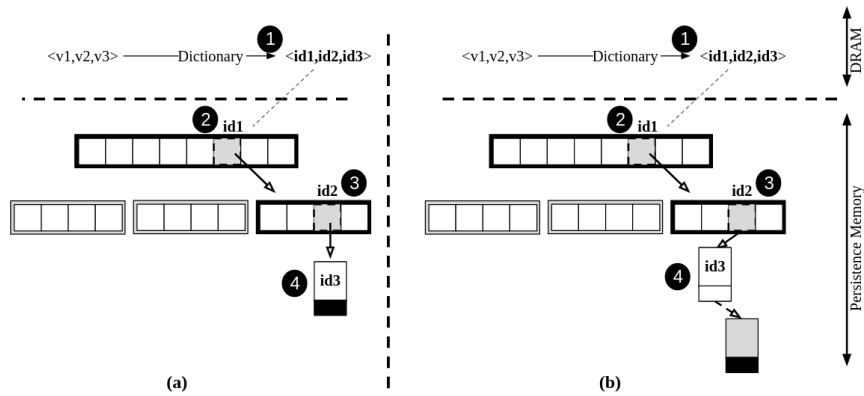 1
<v1,v2,v3> Dictionary <id1,id2,id3>
2
id1
id2
3
4
id3
(a)
1
<v1,v2,v3> Dictionary <id1,id2,id3>
2
id1
id2
3
4
id3
(b)
DRAM
Persistence Memory